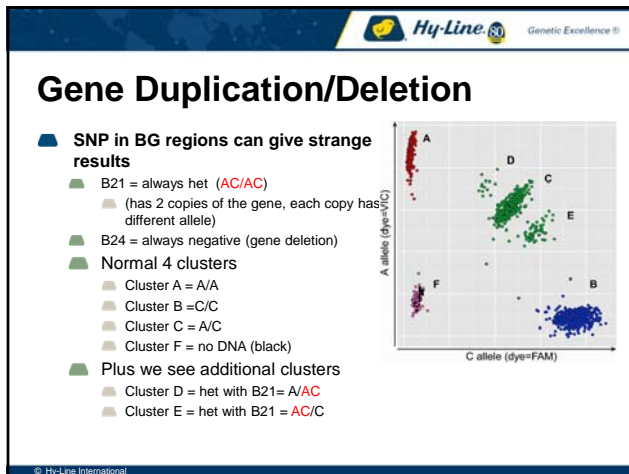 Hy-Line. 80 Genetic Excellence ®
Gene Duplication/Deletion
SNP in BG regions can give strange
results
B21 = always het (AC/AC)
(has 2 copies of the gene, each copy has
different allele)
B24 = always negative (gene deletion)
Normal 4 clusters
Cluster A = A/A
Cluster B =C/C
Cluster C = A/C
Cluster F = no DNA (black)
Plus we see additional clusters
Cluster D = het with B21= A/AC
Cluster E = het with B21 = AC/C
A
D
C
E
F
B
A allele (dye=VIC)
C allele (dye=FAM)
© Hy-Line International